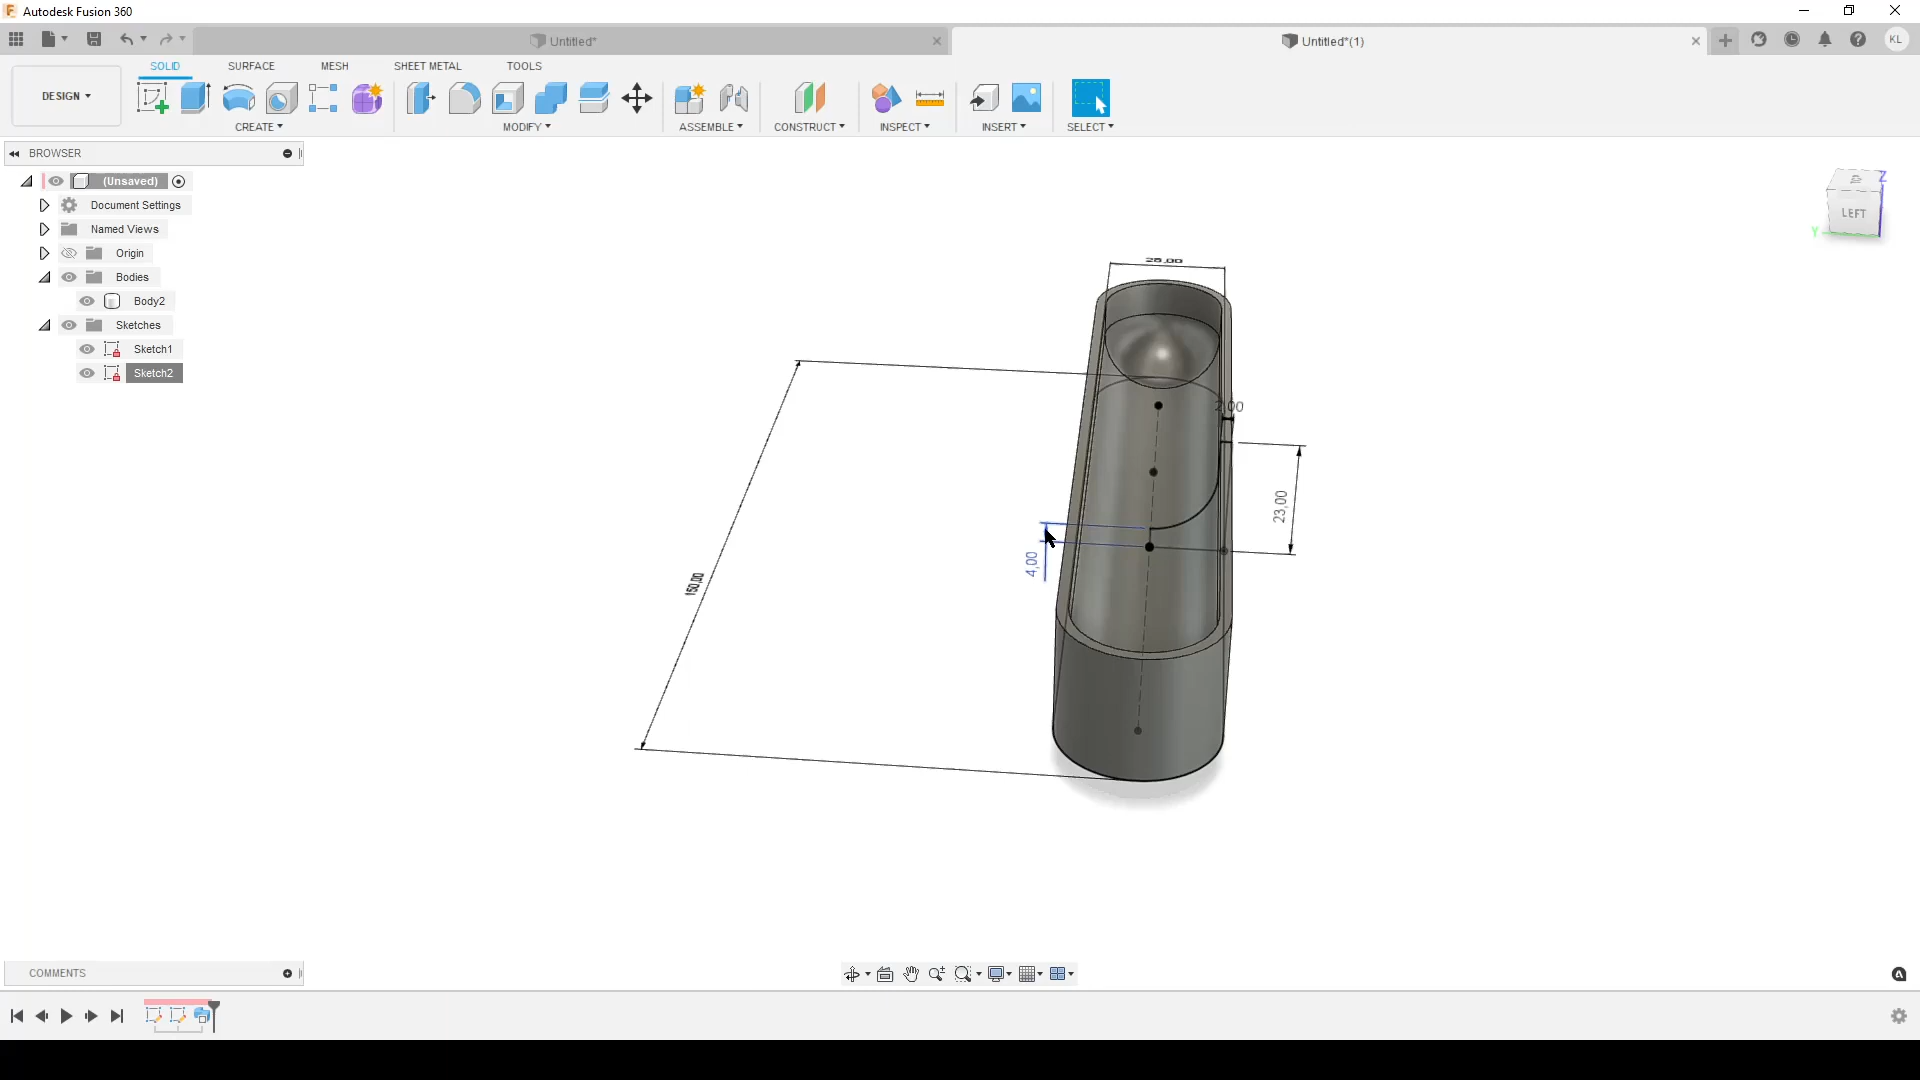 Autodesk Fusion 360
Untitled*
Untitled*(1)
KL
SOLID
SURFACE
MESH
SHEET METAL
TOOLS
DESIGN
CREATE
MODIFY
ASSEMBLE
CONSTRUCT
INSPECT
INSERT
SELECT
BROWSER
(Unsaved)
Document Settings
Named Views
Origin
Bodies
Body2
Sketches
Sketch1
Sketch2
Z
LEFT
Y
2,00
23,00
4,00
150,00
COMMENTS